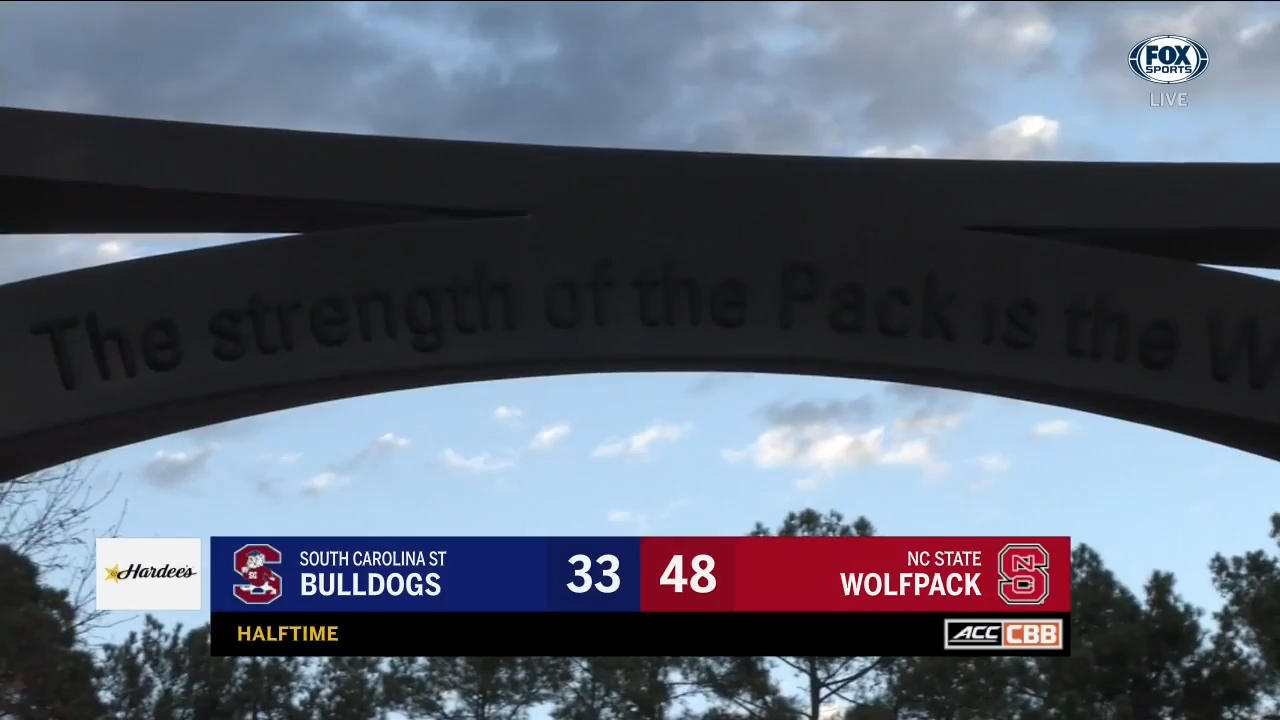 FOX
SPORTS
LIVE
The strength of the Pack is the W
Hardee's
SOUTH CAROLINA ST
BULLDOGS
33
48
NC STATE
WOLFPACK
HALFTIME
ACC CBB